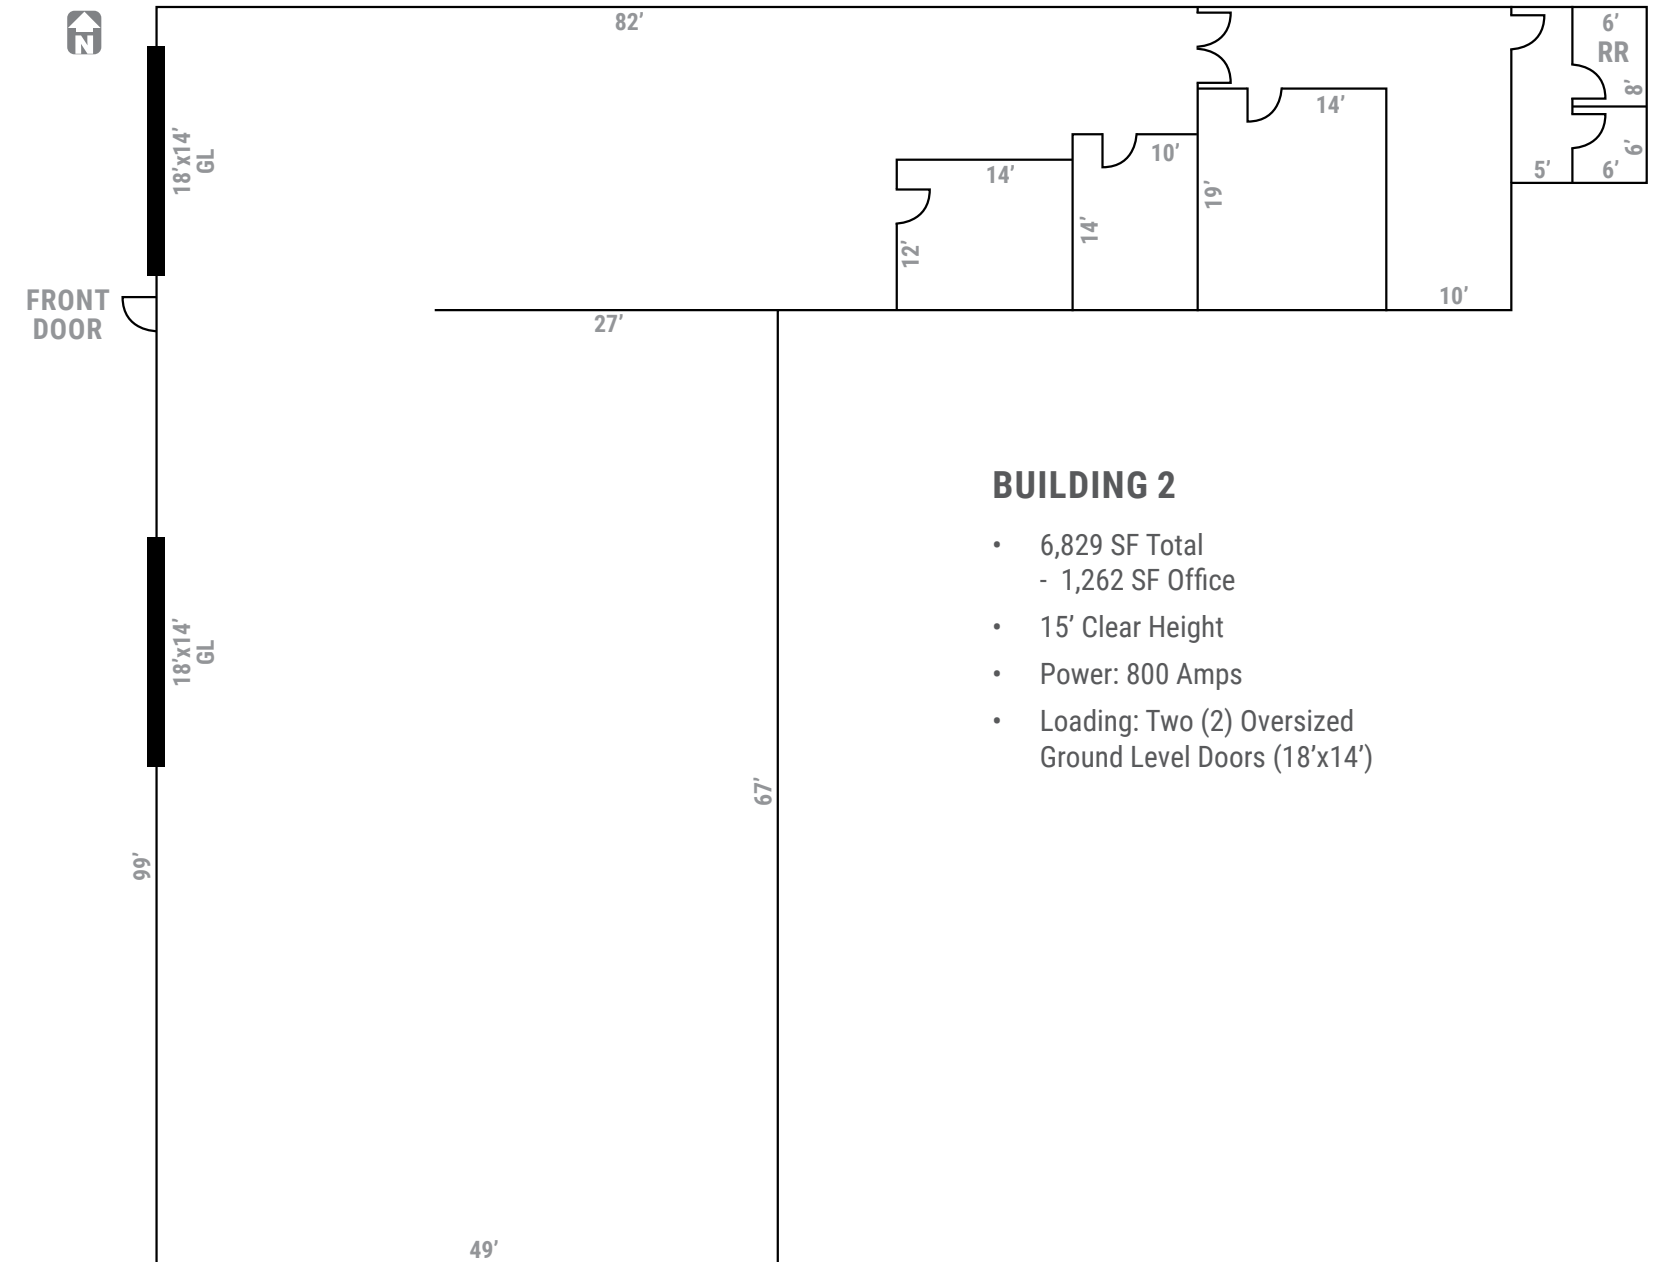 N
82’
6’
RR
8’
14’
10’
14’
18’x14’
GL
19’
6’
5’
6’
14’
12’
10’
FRONT
DOOR
27’
BUILDING 2
• 6,829 SF Total
- 1,262 SF Office
• 15’ Clear Height
• Power: 800 Amps
• Loading: Two (2) Oversized
Ground Level Doors (18’x14’)
18’x14’
GL
67’
99’
49’